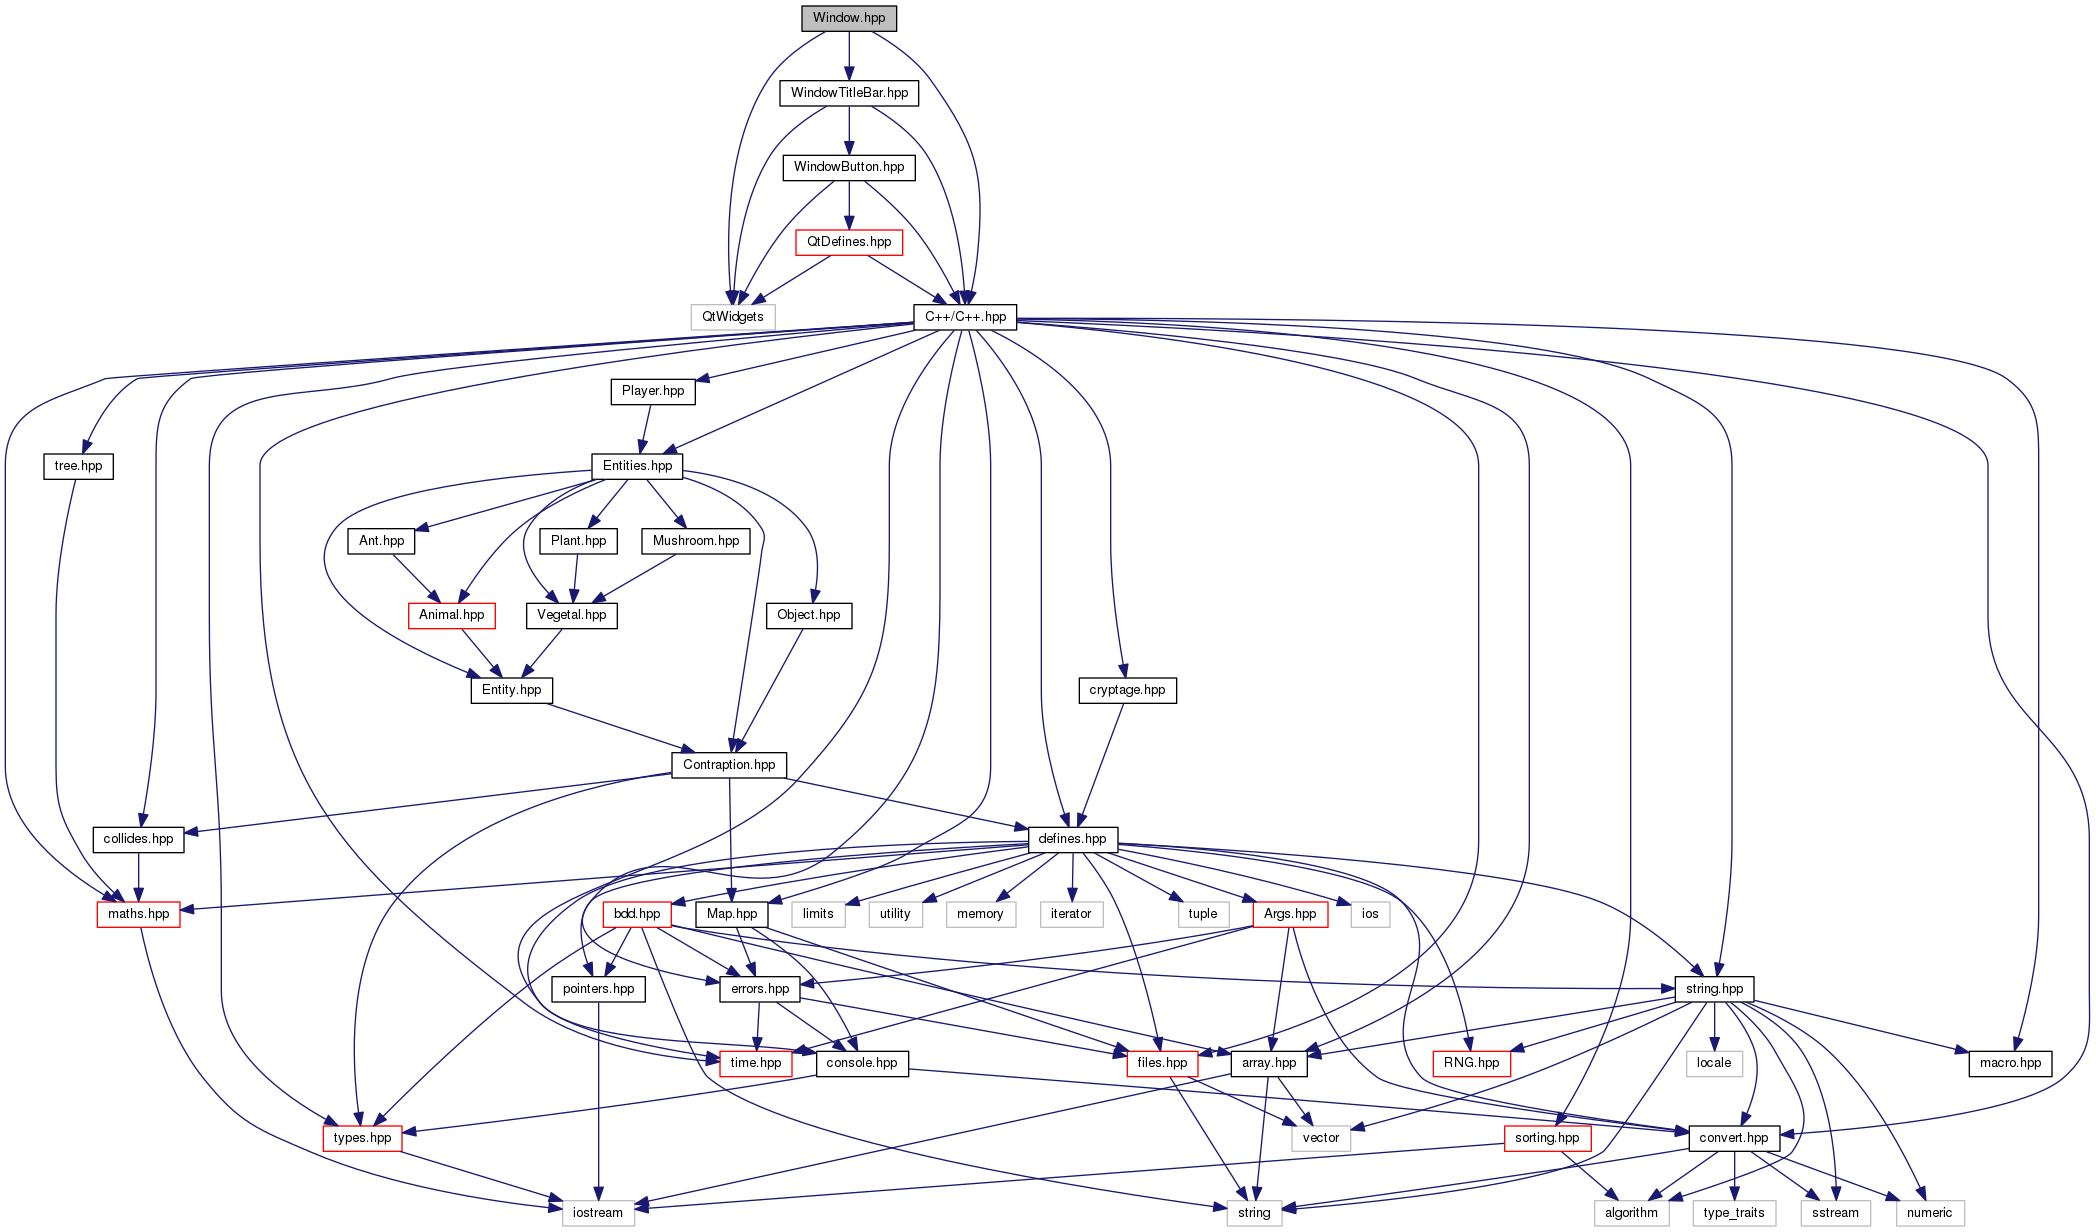 Window.hpp
WindowTitleBar.hpp
WindowButton.hpp
QtDefines.hpp
QtWidgets
C++/C++.hpp
Player.hpp
tree.hpp
Entities.hpp
Ant.hpp
Plant.hpp
Mushroom.hpp
Animal.hpp
Vegetal.hpp
Object.hpp
Entity.hpp
cryptage.hpp
Contraption.hpp
collides.hpp
defines.hpp
maths.hpp
bdd.hpp
Map.hpp
limits
utility
memory
iterator
tuple
Args.hpp
ios
pointers.hpp
errors.hpp
string.hpp
time.hpp
console.hpp
files.hpp
array.hpp
RNG.hpp
locale
macro.hpp
types.hpp
vector
sorting.hpp
convert.hpp
iostream
string
algorithm
type_traits
sstream
numeric